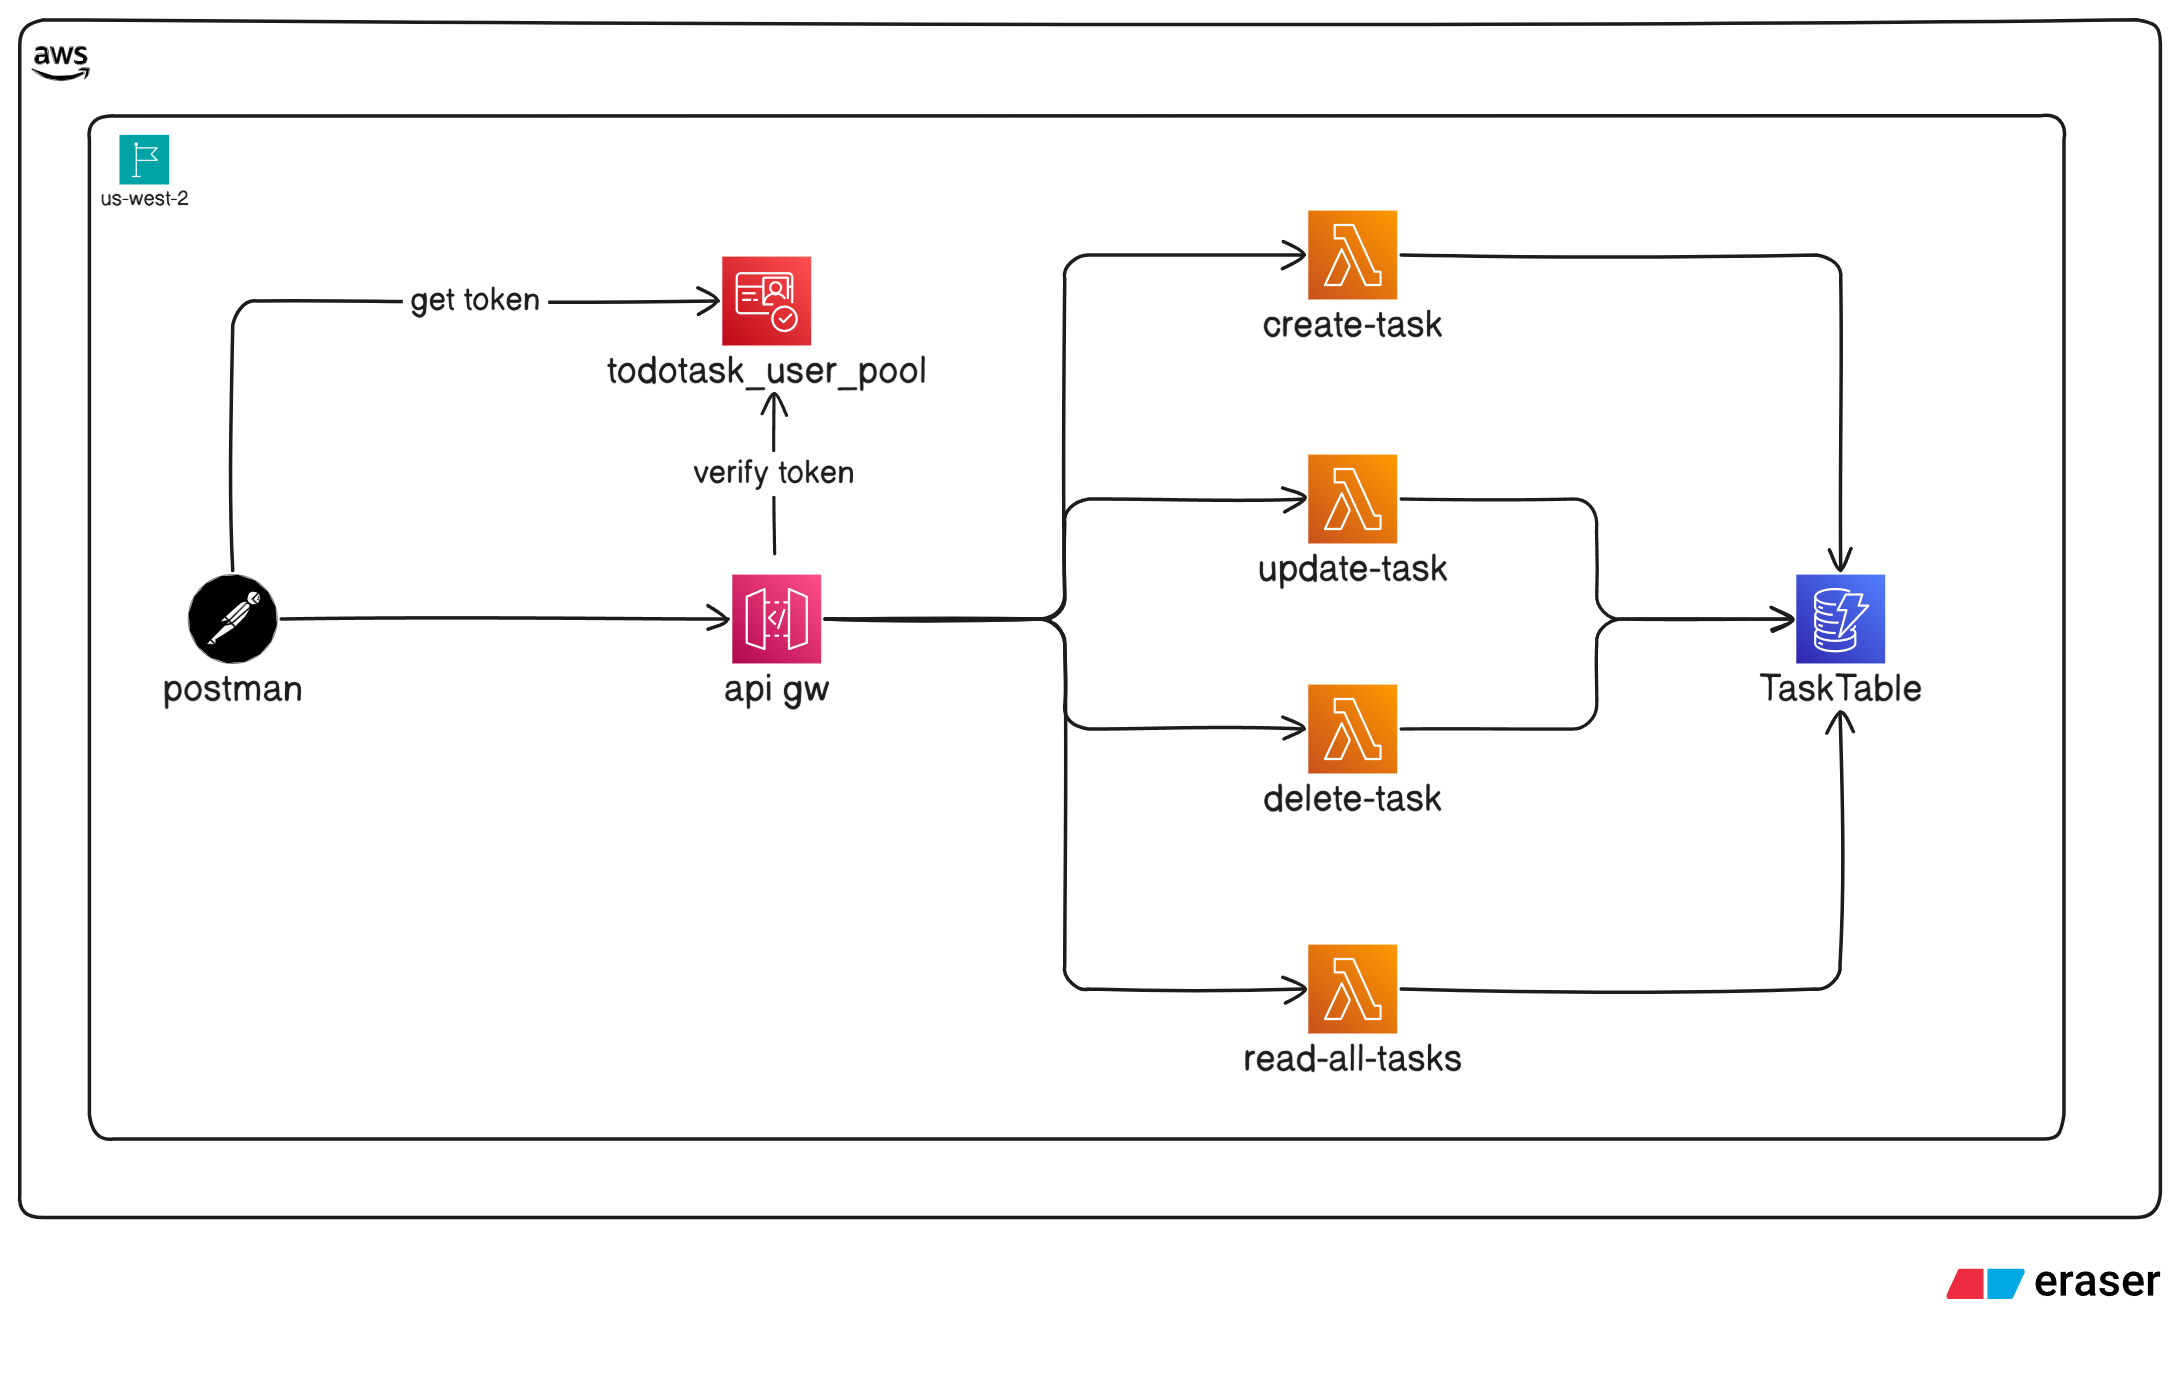 aws
us-west-2
get token
todotask_user_pool
verify token
postman
api gw
create-task
update-task
delete-task
read-all-tasks
TaskTable
eraser